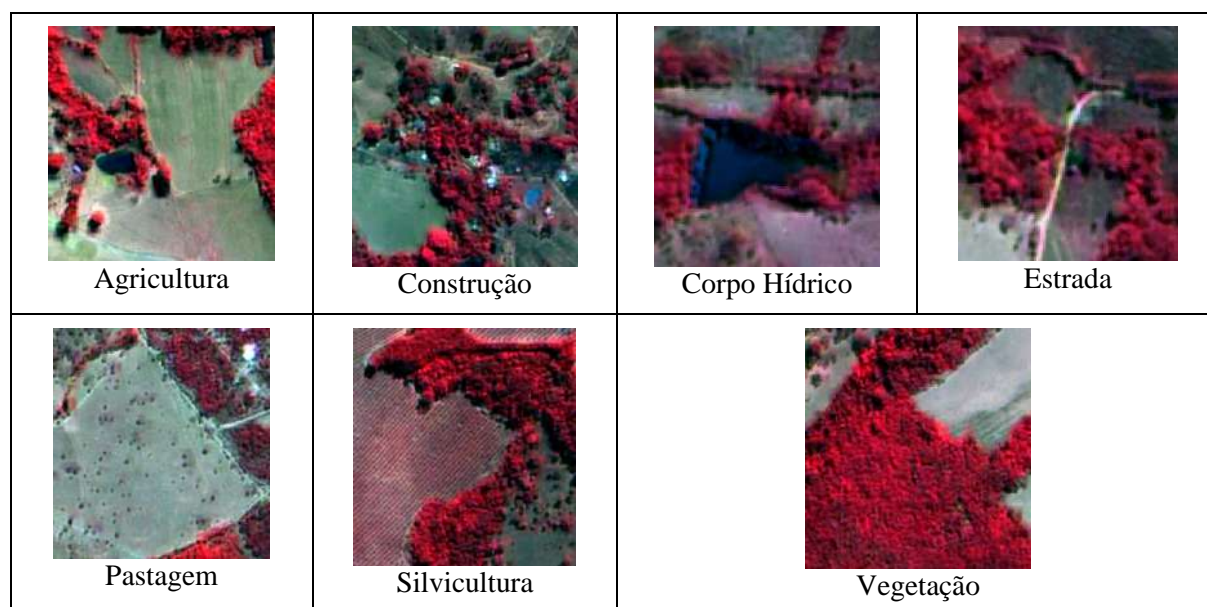 Agricultura
Construção
Corpo Hídrico
Estrada
Pastagem
Silvicultura
Vegetação